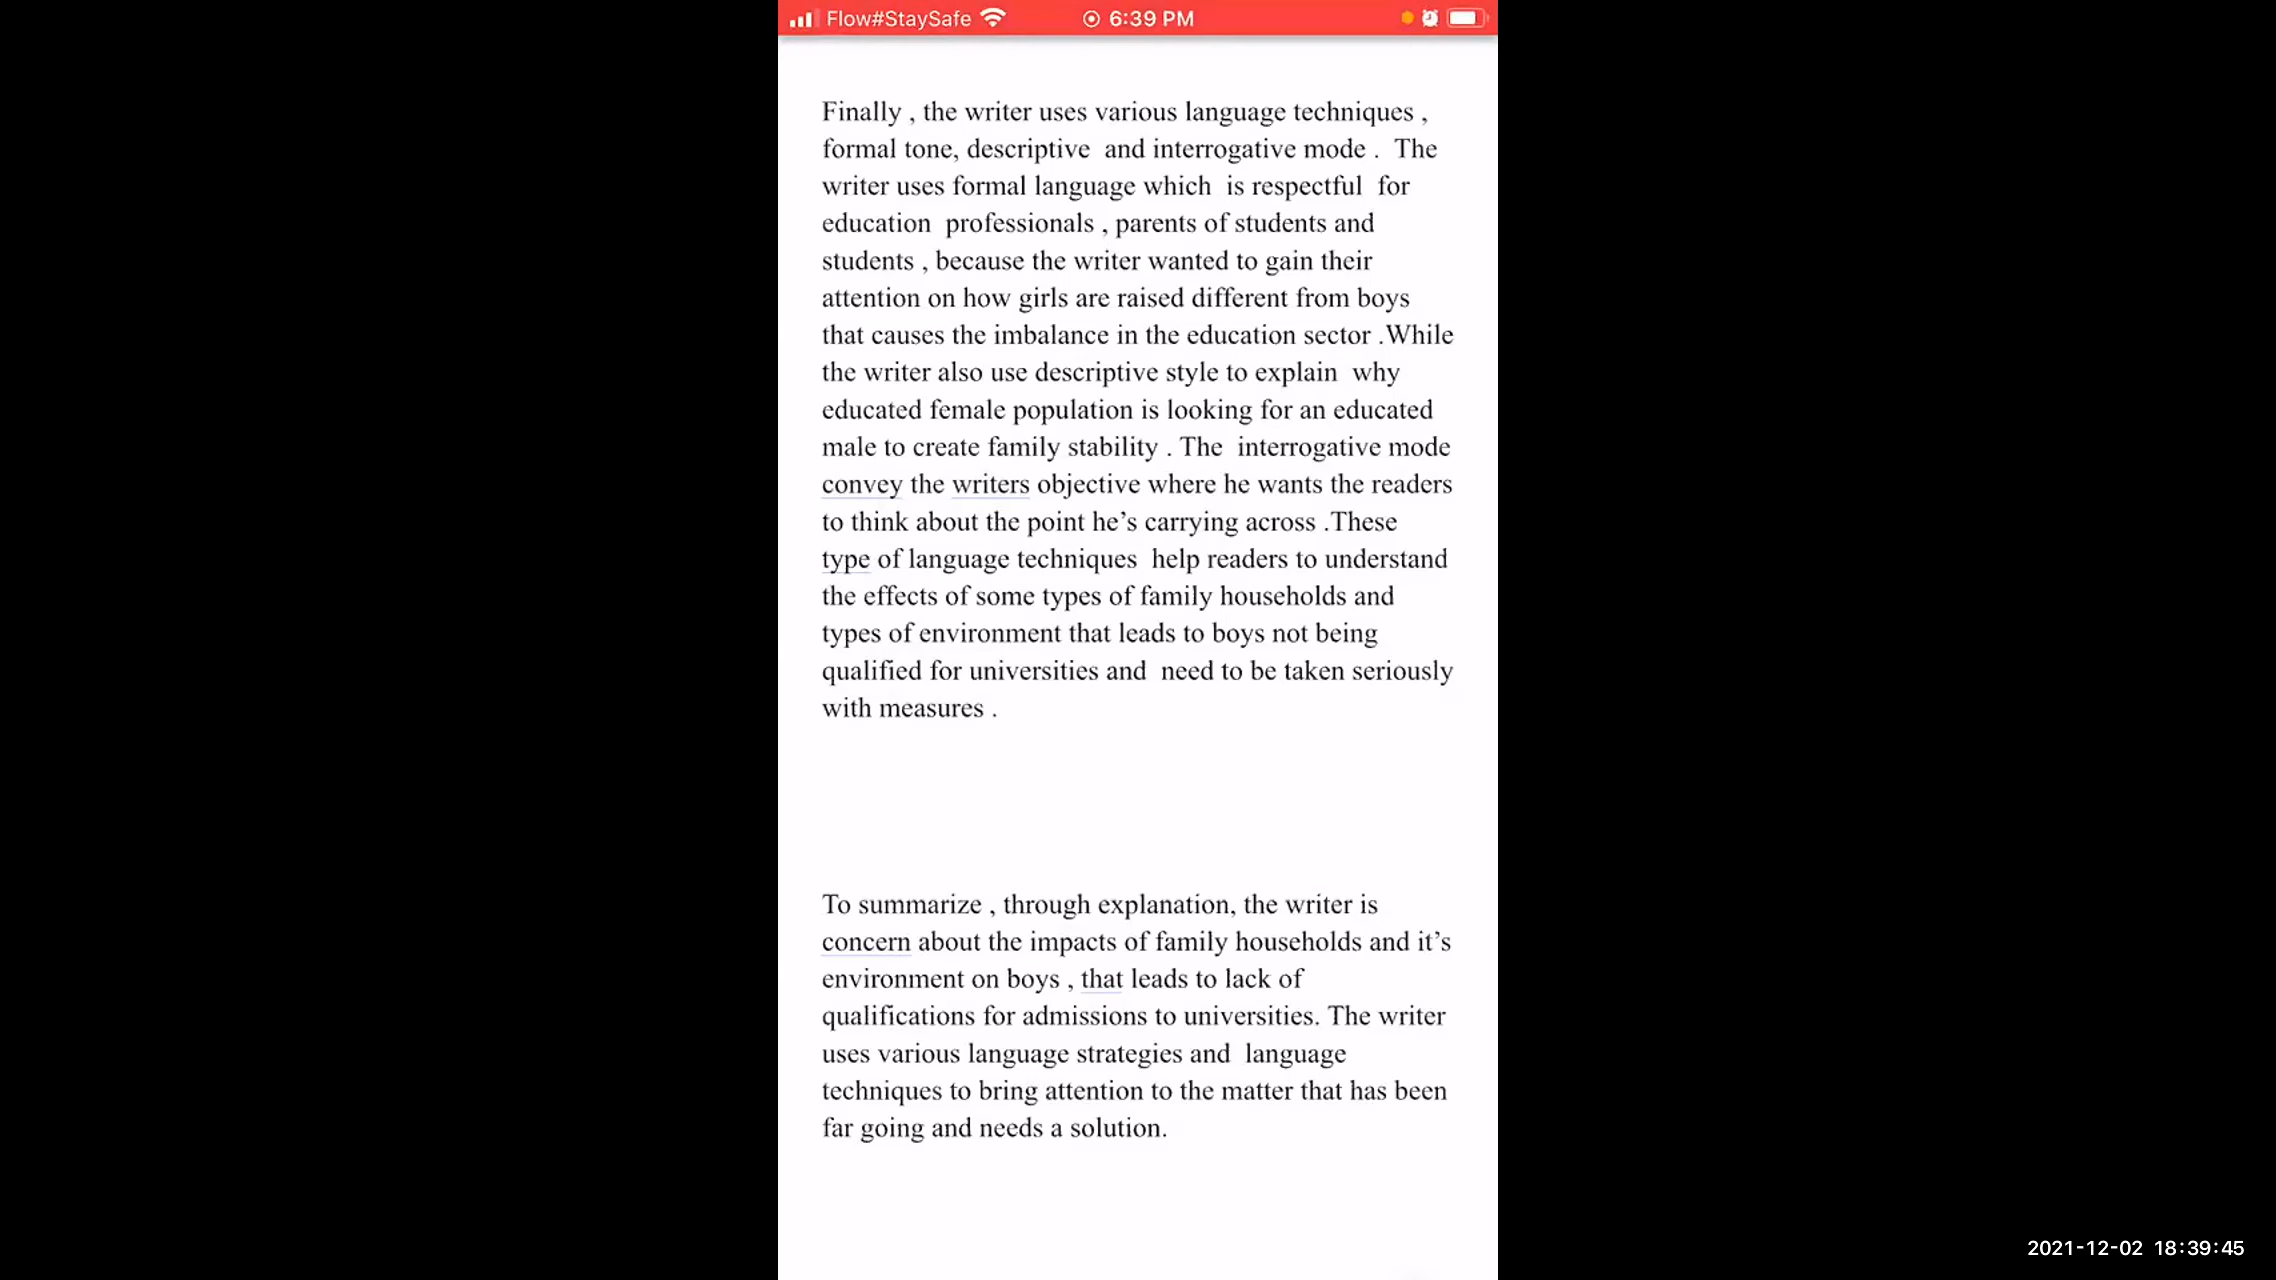 Flow#StaySafe 6:39 PM
Finally , the writer uses various language techniques ,
formal tone, descriptive  and interrogative mode .  The
writer uses formal language which  is respectful  for
education  professionals , parents of students and
students , because the writer wanted to gain their
attention on how girls are raised different from boys
that causes the imbalance in the education sector .While
the writer also use descriptive style to explain  why
educated female population is looking for an educated
male to create family stability . The  interrogative mode
convey the writers objective where he wants the readers
to think about the point he’s carrying across .These
type of language techniques  help readers to understand
the effects of some types of family households and
types of environment that leads to boys not being
qualified for universities and  need to be taken seriously
with measures .
To summarize , through explanation, the writer is
concern about the impacts of family households and it’s
environment on boys , that leads to lack of
qualifications for admissions to universities. The writer
uses various language strategies and  language
techniques to bring attention to the matter that has been
far going and needs a solution.
2021-12-02 18:39:45